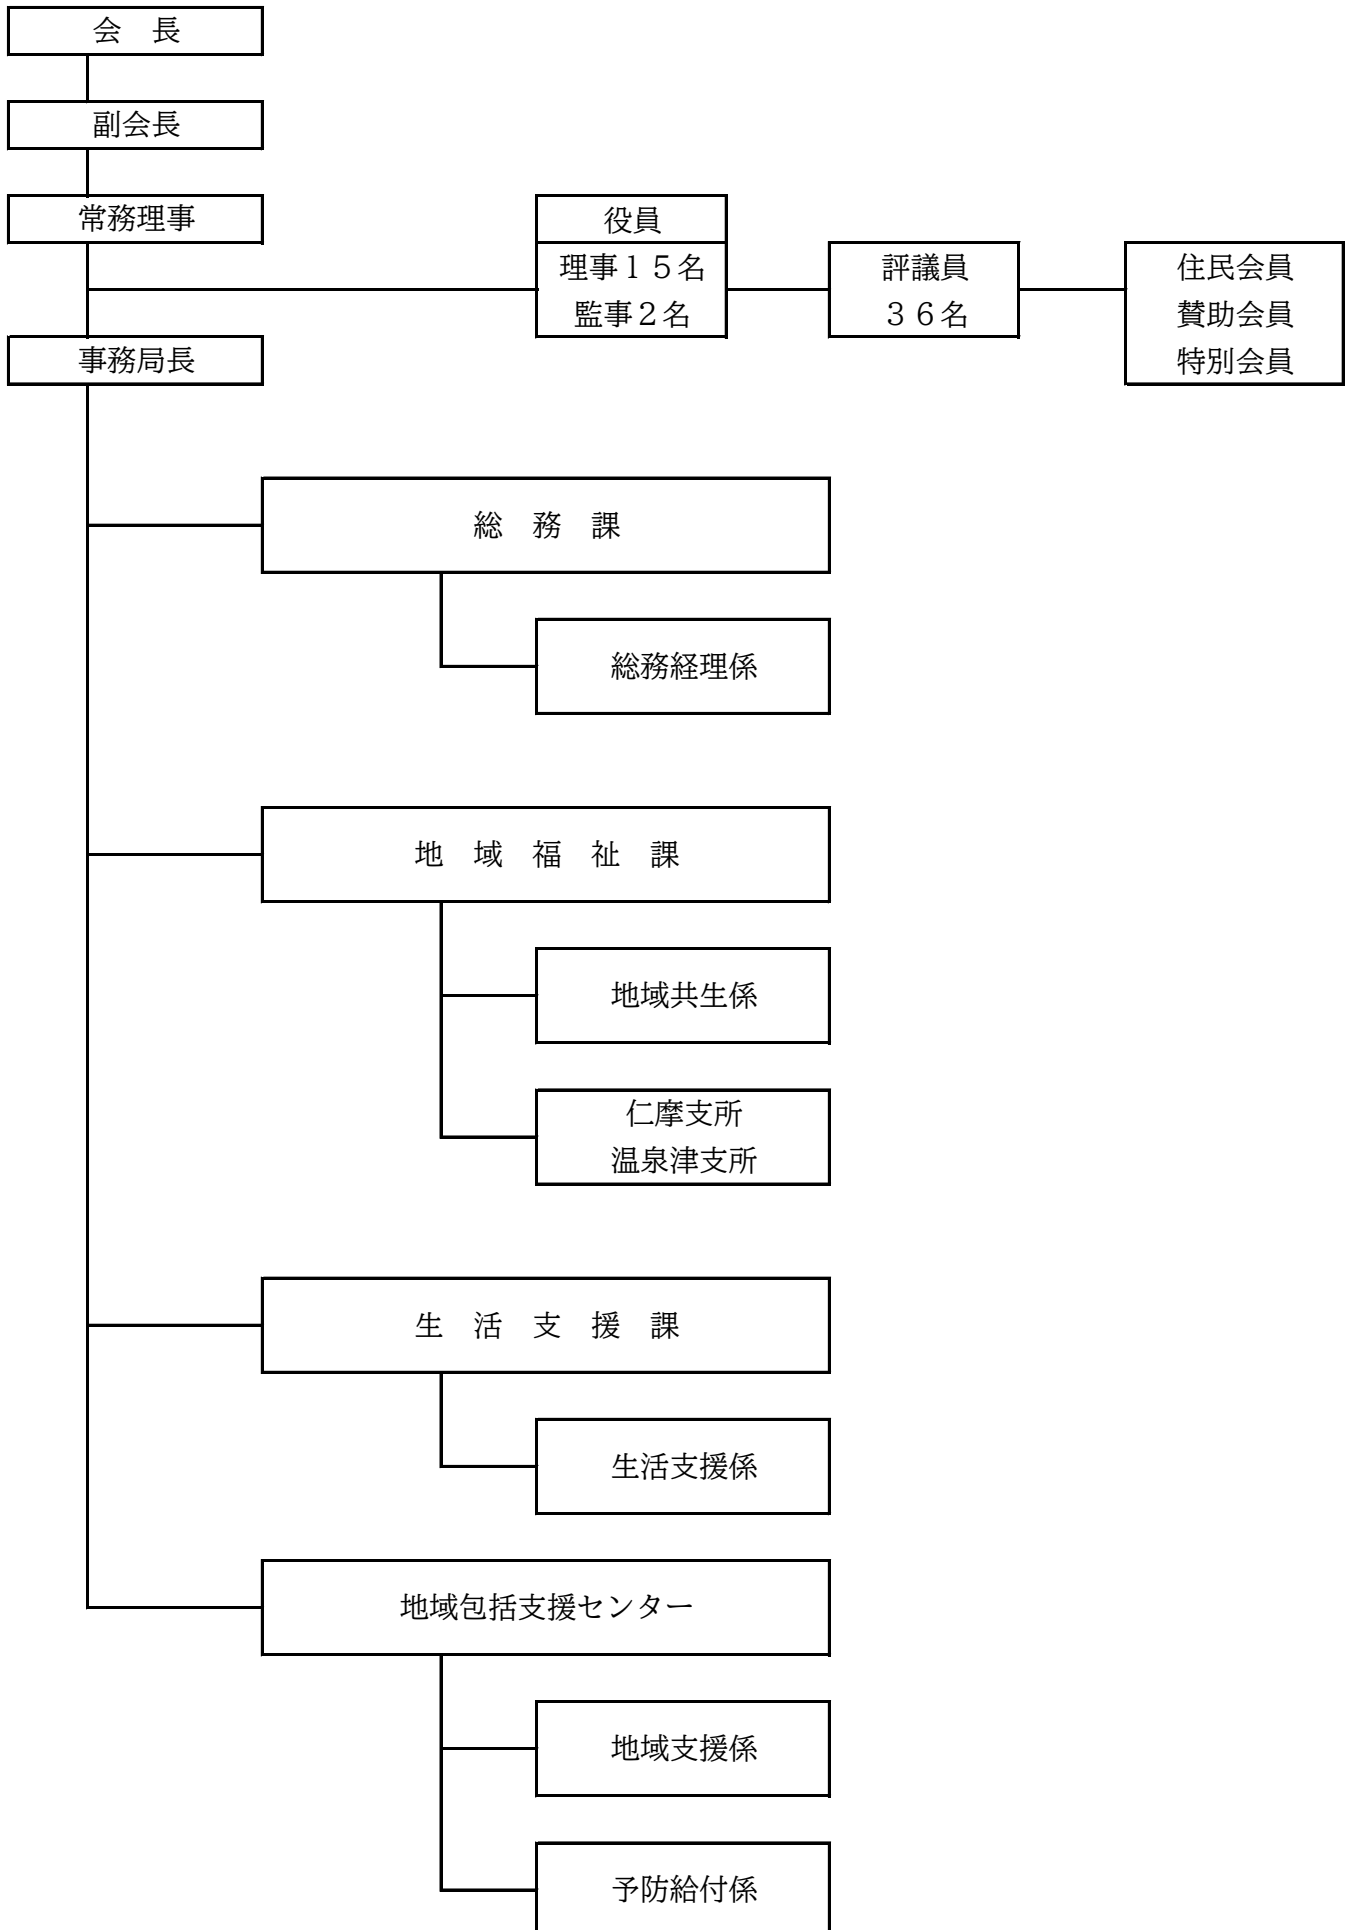 会　長
副会長
常務理事
役員
理事１５名
監事２名
評議員
３６名
住民会員
賛助会員
特別会員
事務局長
総　務　課
総務経理係
地　域　福　祉　課
地域共生係
仁摩支所
温泉津支所
生　活　支　援　課
生活支援係
地域包括支援センター
地域支援係
予防給付係